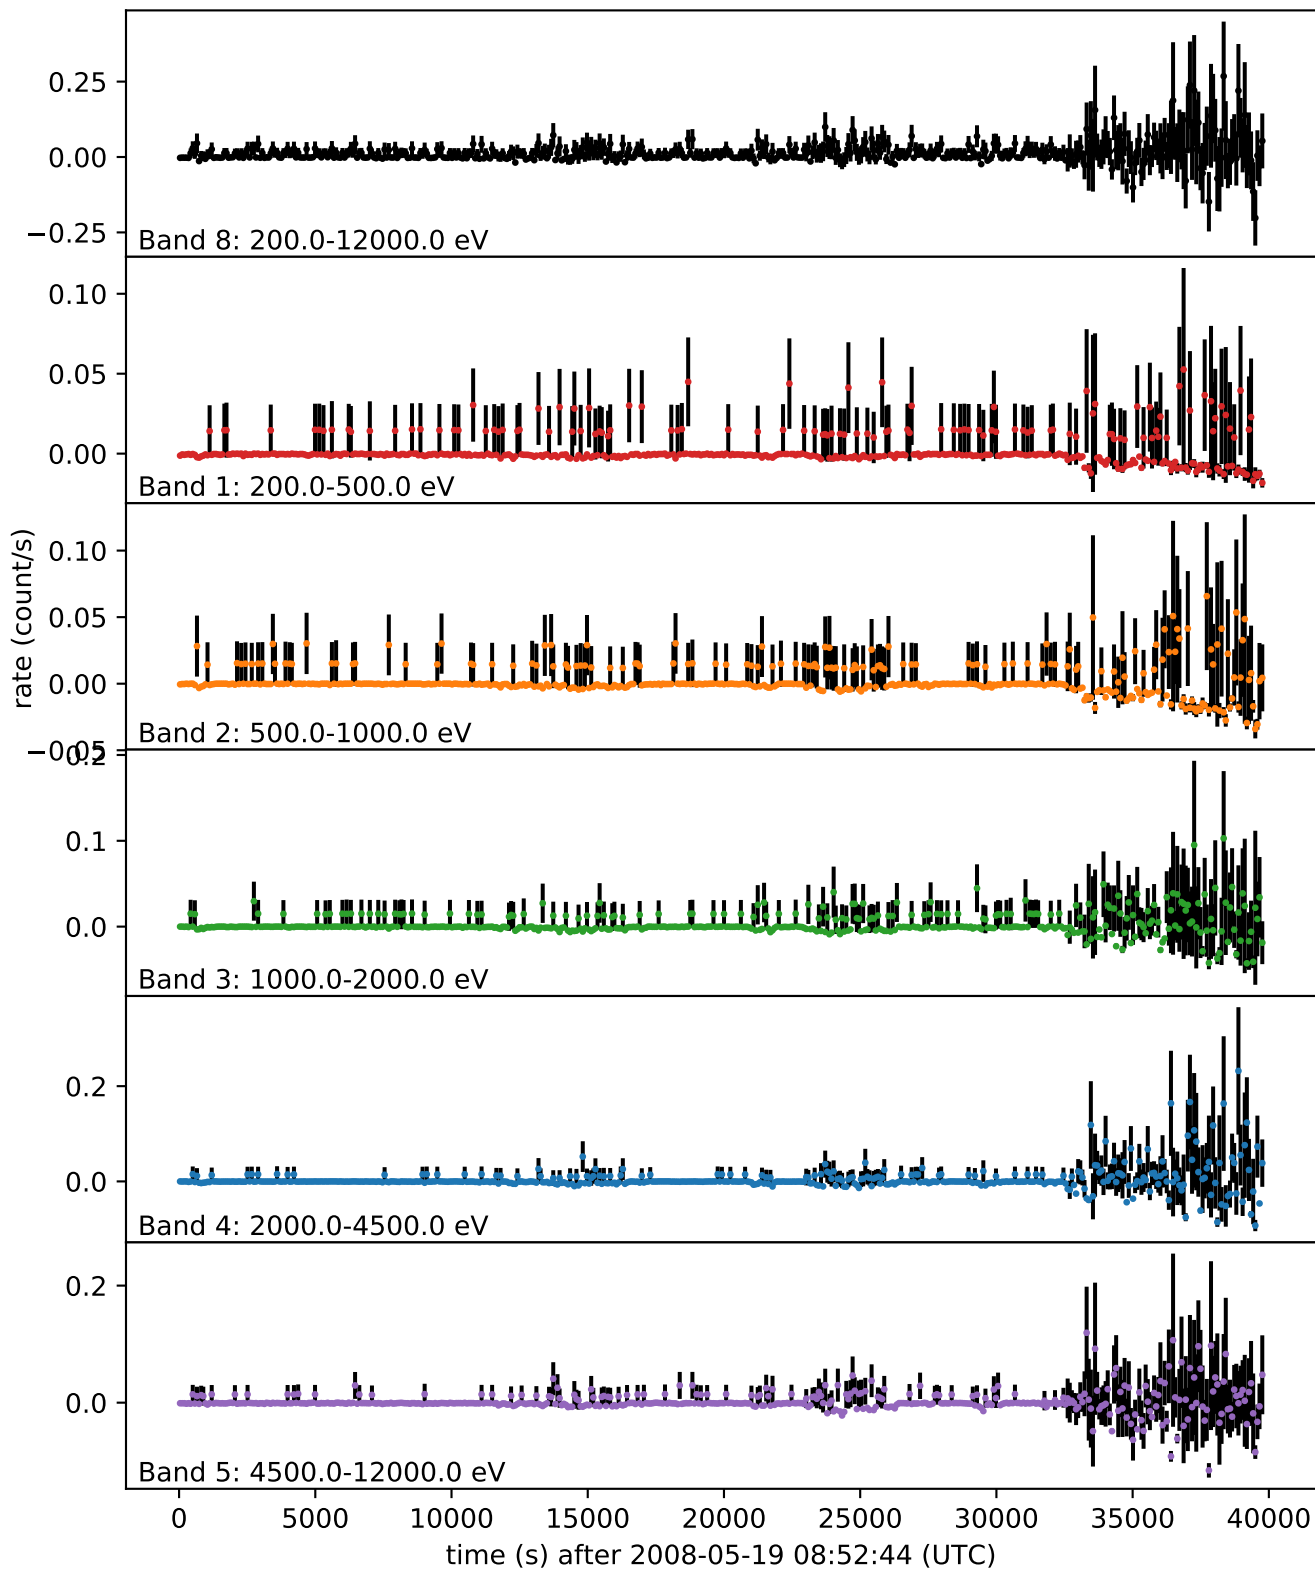 0.25
0.00
−0.25
Band 8: 200.0-12000.0 eV
0.10
0.05
0.00
Band 1: 200.0-500.0 eV
rate (count/s)
0.10
0.05
0.00
−0.05
Band 2: 500.0-1000.0 eV
0.2
0.1
0.0
Band 3: 1000.0-2000.0 eV
0.2
0.0
Band 4: 2000.0-4500.0 eV
0.2
0.0
Band 5: 4500.0-12000.0 eV
0 5000 10000 15000 20000 25000 30000 35000 40000
time (s) after 2008-05-19 08:52:44 (UTC)